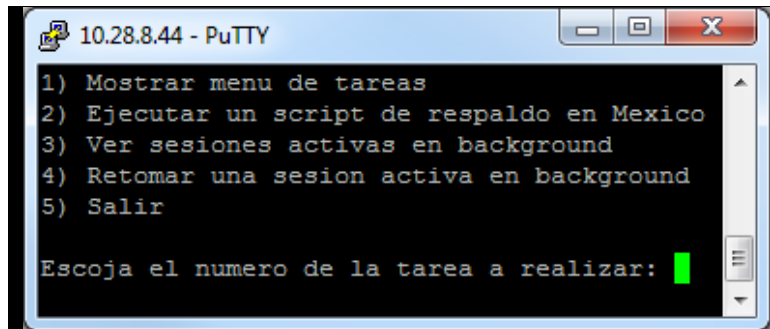 10.28.8.44 - PuTTY
1) Mostrar menu de tareas
2) Ejecutar un script de respaldo en Mexico
3) Ver sesiones activas en background
4) Retomar una sesion activa en background
5) Salir
Escoja el numero de la tarea a realizar: